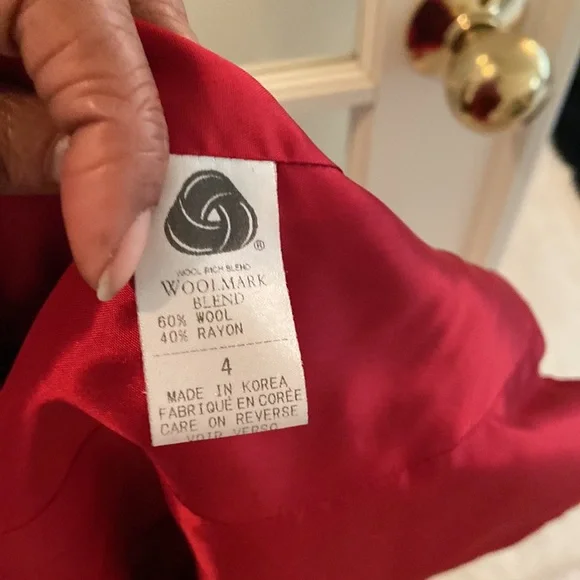 ®
WOOL RICH BLEND
WOOLMARK
BLEND
60% WOOL
40% RAYON
4
MADE IN KOREA
FABRIQUÉ EN CORÉE
CARE ON REVERSE
VOIR VERSO